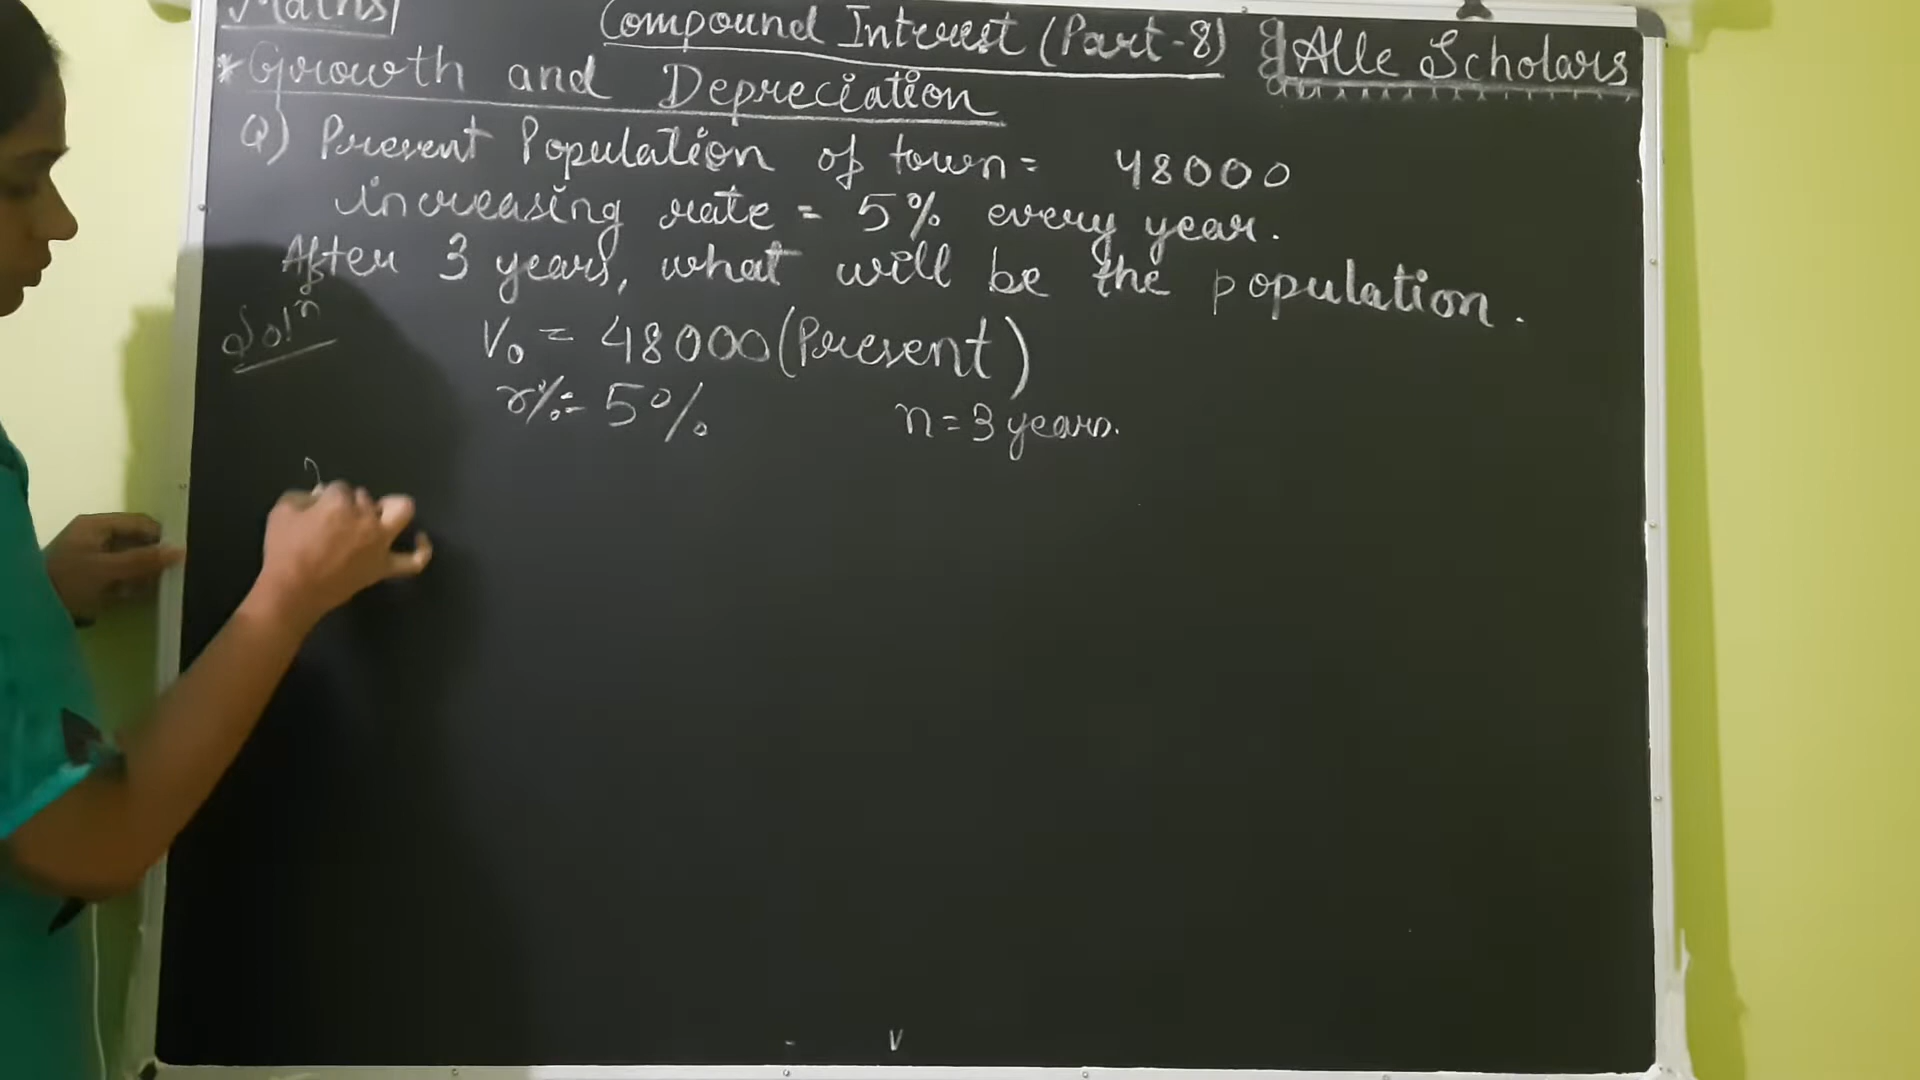 Maths
Compound Interest (Part-8)
Alle Scholars
*Growth and Depreciation
Q) Present Population of town = 48000
increasing rate = 5% every year.
After 3 years, what will be the population.
Solⁿ
V₀ = 48000 (Present)
r% = 5% n = 3 years.